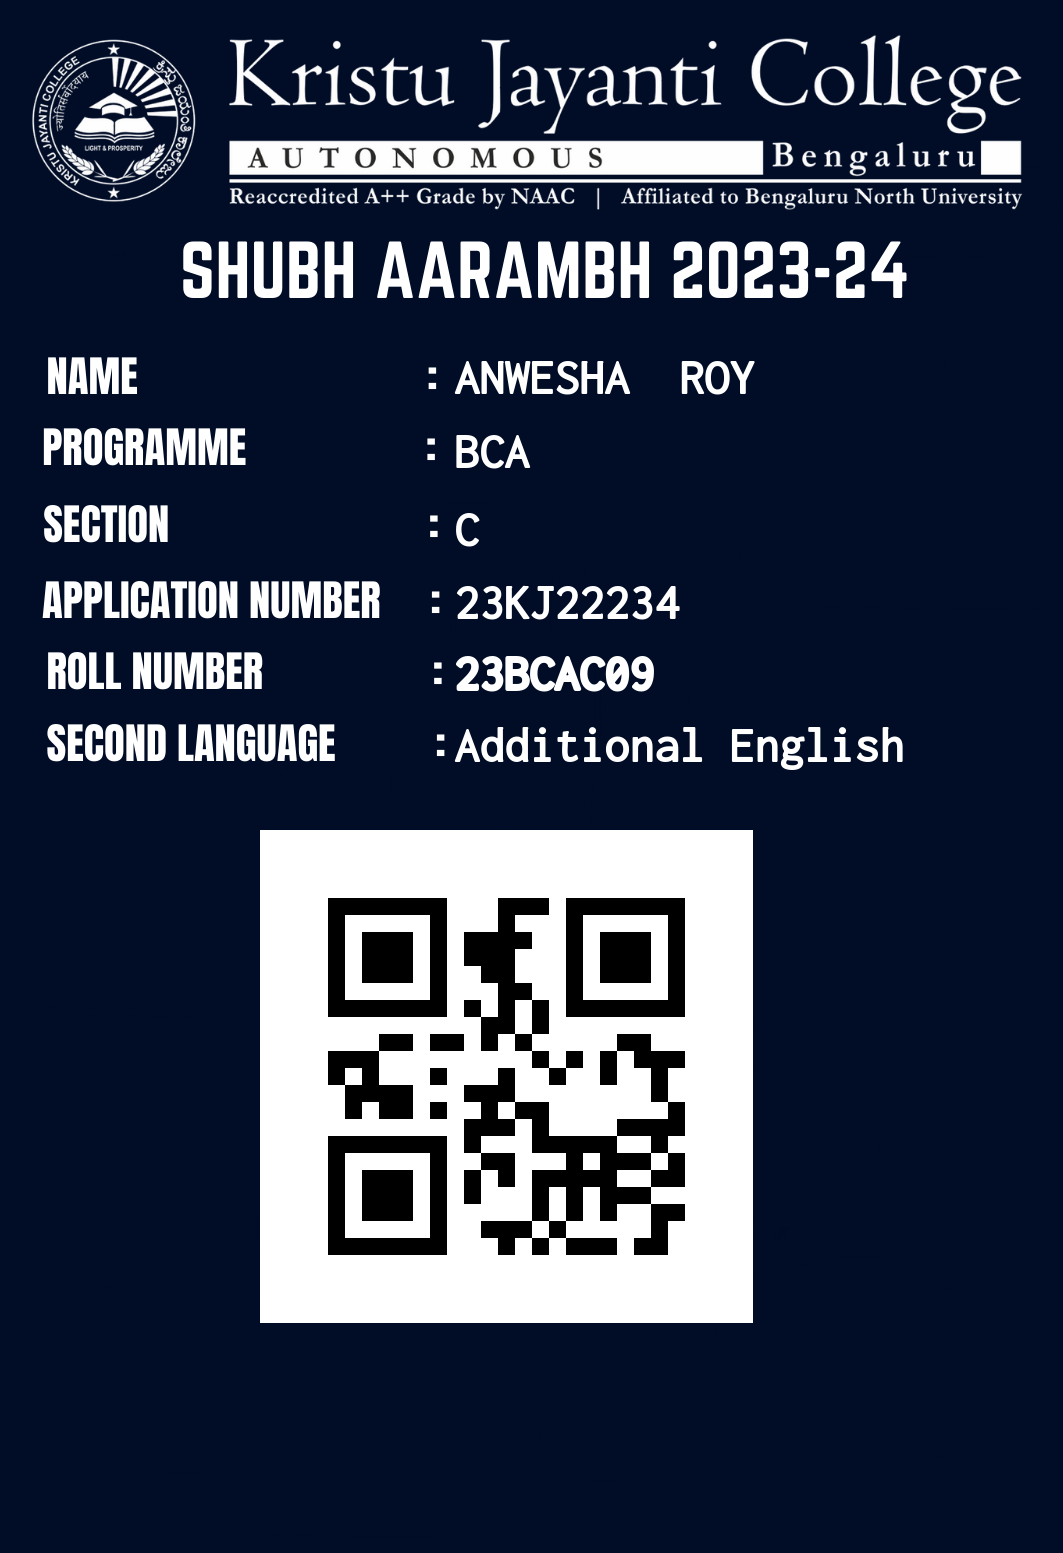 Kristu Jayanti College
AUTONOMOUS Bengaluru
Reaccredited A++ Grade by NAAC | Affiliated to Bengaluru North University
KRISTU JAYANTI COLLEGE
LIGHT & PROSPERITY
SHUBH AARAMBH 2023-24
NAME : ANWESHA ROY
PROGRAMME : BCA
SECTION : C
APPLICATION NUMBER : 23KJ22234
ROLL NUMBER : 23BCAC09
SECOND LANGUAGE : Additional English